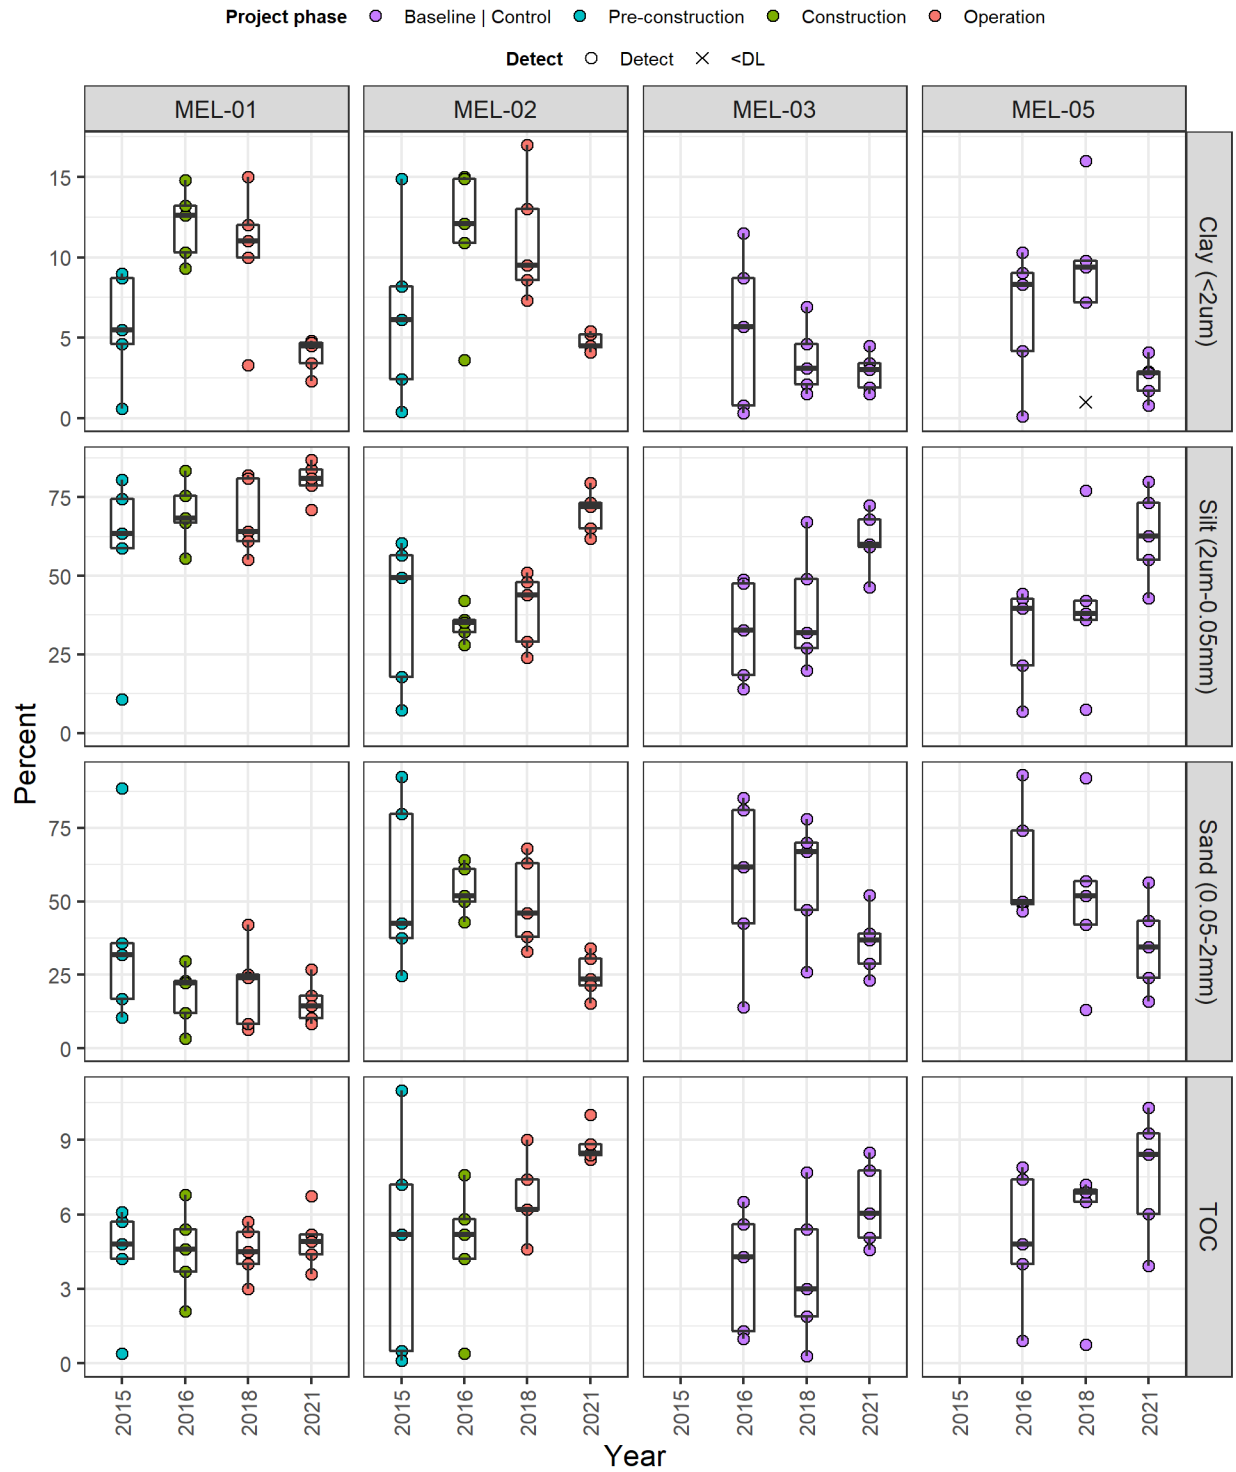 Project phase Baseline | Control Pre-construction Construction Operation
Detect Detect <DL
MEL-01 MEL-02 MEL-03 MEL-05
Clay (<2um)
15
10
5
0
Silt (2um-0.05mm)
75
50
25
0
Sand (0.05-2mm)
75
50
25
0
TOC
9
6
3
0
Percent
2015 2016 2018 2021 2015 2016 2018 2021 2015 2016 2018 2021 2015 2016 2018 2021
Year